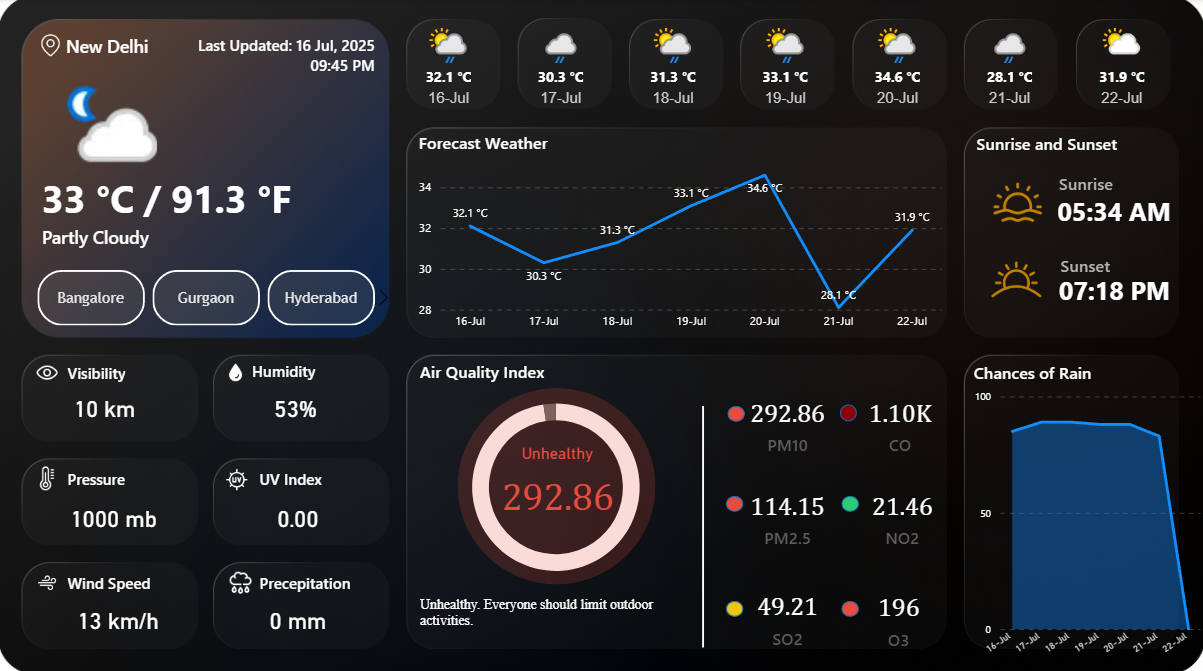 New Delhi
Last Updated: 16 Jul, 2025
09:45 PM
33 °C / 91.3 °F
Partly Cloudy
Bangalore
Gurgaon
Hyderabad
32.1 °C
16-Jul
30.3 °C
17-Jul
31.3 °C
18-Jul
33.1 °C
19-Jul
34.6 °C
20-Jul
28.1 °C
21-Jul
31.9 °C
22-Jul
Forecast Weather
34
32
30
28
32.1 °C
30.3 °C
31.3 °C
33.1 °C
34.6 °C
28.1 °C
31.9 °C
16-Jul
17-Jul
18-Jul
19-Jul
20-Jul
21-Jul
22-Jul
Sunrise and Sunset
Sunrise
05:34 AM
Sunset
07:18 PM
Visibility
10 km
Humidity
53%
Pressure
1000 mb
UV
UV Index
0.00
Wind Speed
13 km/h
Precepitation
0 mm
Air Quality Index
Unhealthy
292.86
Unhealthy. Everyone should limit outdoor
activities.
292.86
PM10
1.10K
CO
114.15
PM2.5
21.46
NO2
49.21
SO2
196
O3
Chances of Rain
100
50
0
16-Jul
17-Jul
18-Jul
19-Jul
20-Jul
21-Jul
22-Jul